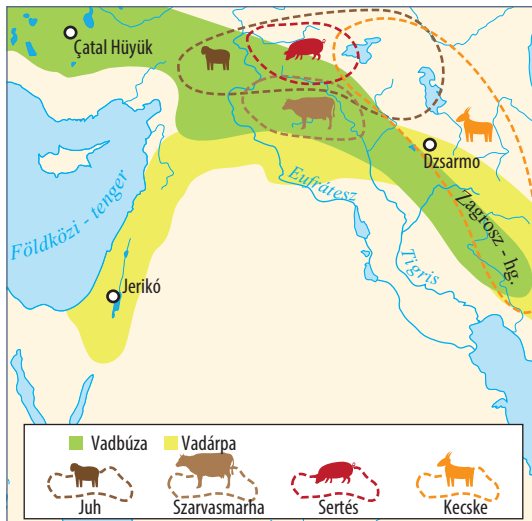 Çatal Hüyük
Dzsarmo
Eufrátesz
Zagrosz - hg.
Földközi - tenger
Tigris
Jerikó
Vadbúza
Vadárpa
Juh
Szarvasmarha
Sertés
Kecske